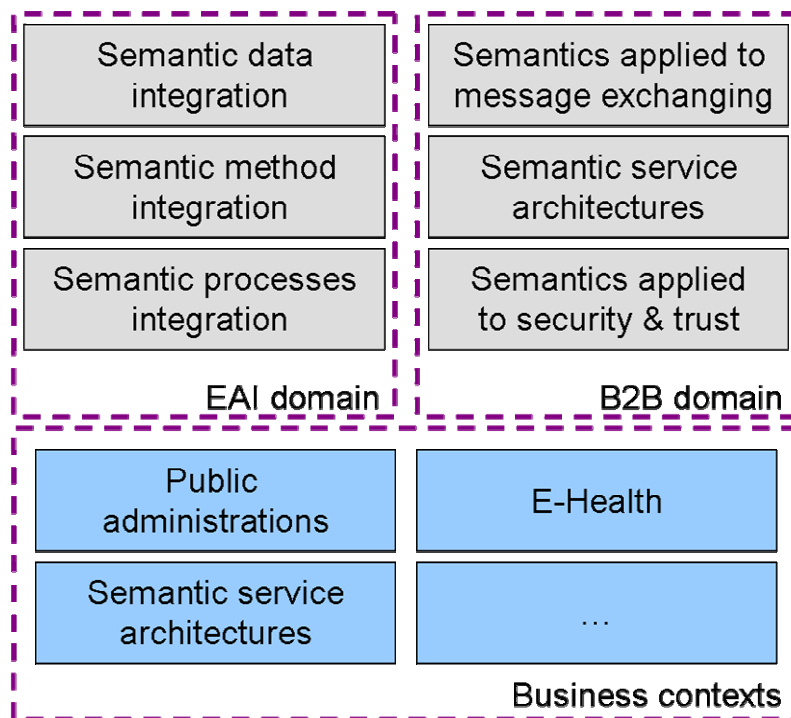 Semantic data
integration
Semantic method
integration
Semantic processes
integration
EAI domain
Semantics applied to
message exchanging
Semantic service
architectures
Semantics applied
to security & trust
B2B domain
Public
administrations
E-Health
Semantic service
architectures
...
Business contexts